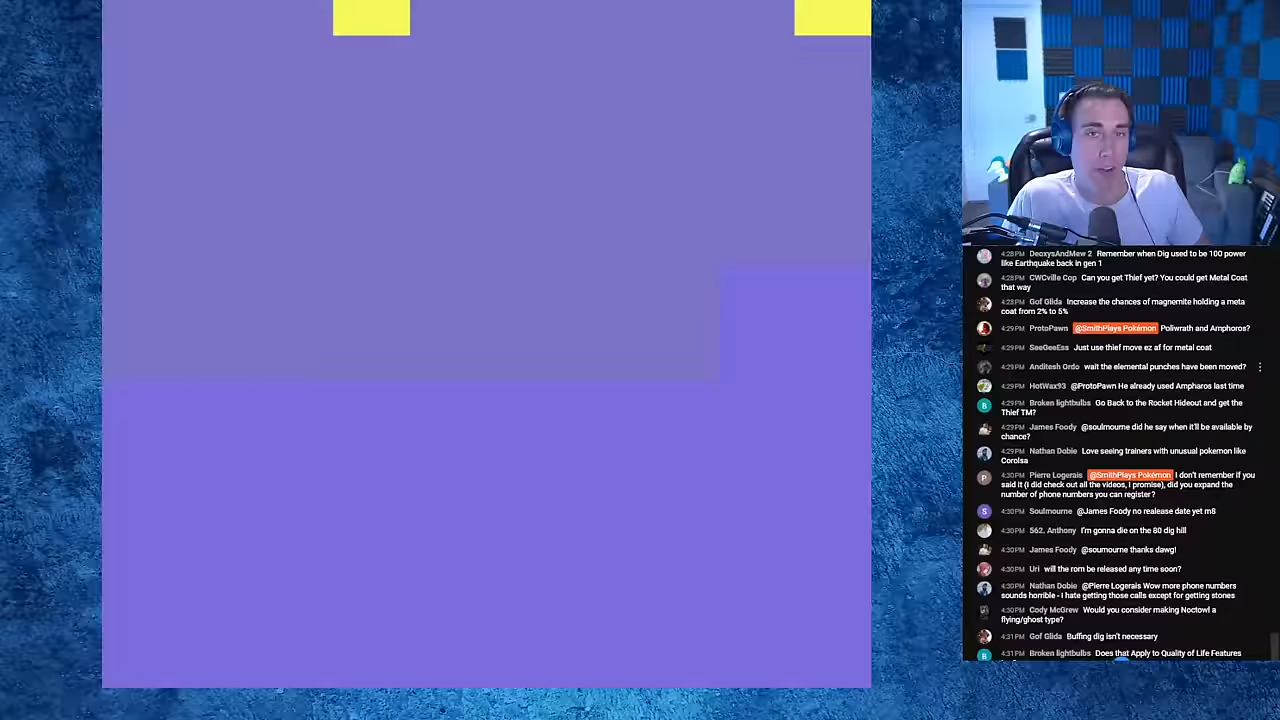 4:28PM DeoxysAndMew 2 Remember when Dig used to be 100 power
like Earthquake back in gen 1
4:28PM CWCville Cop Can you get Thief yet? You could get Metal Coat
that way
4:28PM Gof Gilda Increase the chances of magnemite holding a meta
coat from 2% to 5%
4:29PM ProtoPawn @SmithPlays Pokémon Poliwrath and Ampharos?
4:29PM SeeGeeEss Just use thief move ez af for metal coat
4:29PM Anditesh Ordo wait the elemental punches have been moved?
4:29PM HotWax93 @ProtoPawn He already used Ampharos last time
B 4:29PM Broken lightbulbs Go Back to the Rocket Hideout and get the
Thief TM?
4:29PM James Foody @soulmourne did he say when it'll be available by
chance?
4:29PM Nathan Dobie Love seeing trainers with unusual pokemon like
Corolsa
P 4:30PM Pierre Logerais @SmithPlays Pokémon I don't remember if you
said it (I did check out all the videos, I promise), did you expand the
number of phone numbers you can register?
S 4:30PM Soulmourne @James Foody no realease date yet m8
4:30PM 562. Anthony I'm gonna die on the 80 dig hill
4:30PM James Foody @soumourne thanks dawg!
4:30PM Uri will the rom be released any time soon?
4:30PM Nathan Dobie @Pierre Logerais Wow more phone numbers
sounds horrible - I hate getting those calls except for getting stones
4:30PM Cody McGrew Would you consider making Noctowl a
flying/ghost type?
4:31PM Gof Gilda Buffing dig isn't necessary
B 4:31PM Broken lightbulbs Does that Apply to Quality of Life Features